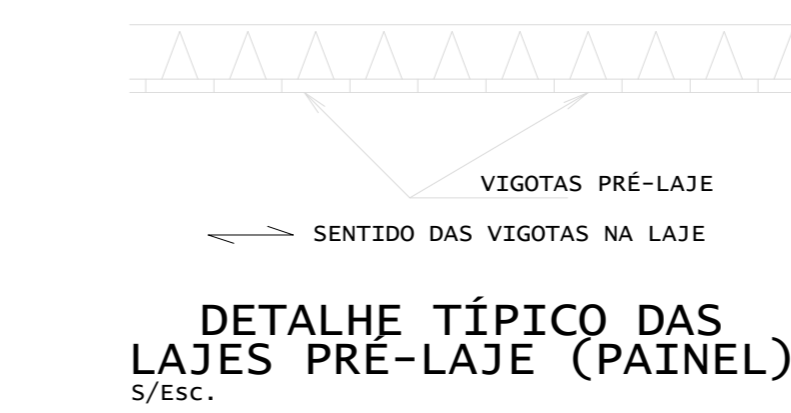 VIGOTAS PRÉ-LAJE
SENTIDO DAS VIGOTAS NA LAJE
DETALHE TÍPICO DAS
LAJES PRÉ-LAJE (PAINEL)
S/Esc.